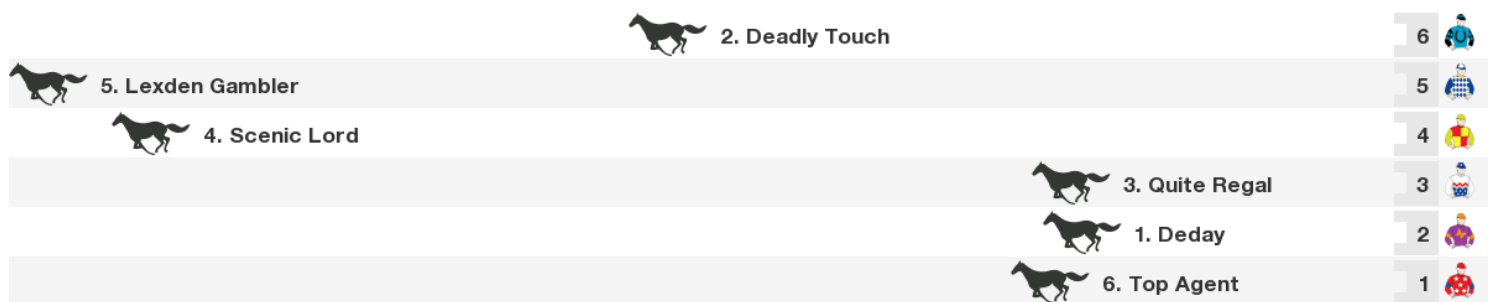 2. Deadly Touch 6
5. Lexden Gambler 5
4. Scenic Lord 4
3. Quite Regal 3
1. Deday 2
6. Top Agent 1